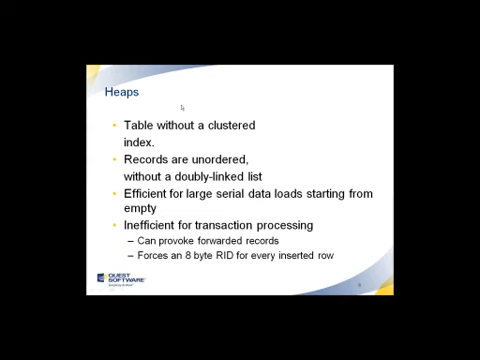 Heaps
• Table without a clustered
index.
• Records are unordered,
without a doubly-linked list
• Efficient for large serial data loads starting from
empty
• Inefficient for transaction processing
– Can provoke forwarded records
– Forces an 8 byte RID for every inserted row
QUEST
SOFTWARE